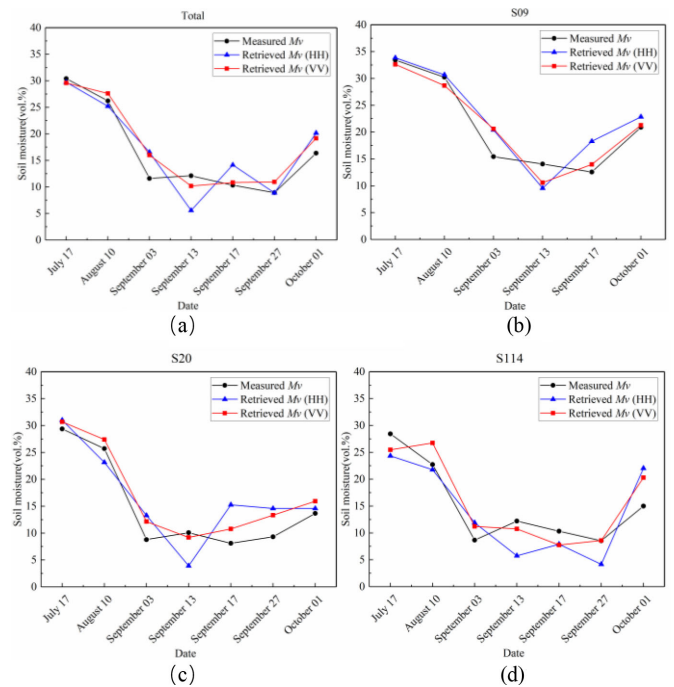 Total
Measured Mv
Retrieved Mv (HH)
Retrieved Mv (VV)
Soil moisture(vol.%)
40
35
30
25
20
15
10
5
0
July 17
August 10
September 03
September 13
September 17
September 27
October 01
Date
(a)
S09
Measured Mv
Retrieved Mv (HH)
Retrieved Mv (VV)
Soil moisture(vol.%)
40
35
30
25
20
15
10
5
0
July 17
August 10
September 03
September 13
September 17
October 01
Date
(b)
S20
Measured Mv
Retrieved Mv (HH)
Retrieved Mv (VV)
Soil moisture(vol.%)
40
35
30
25
20
15
10
5
0
July 17
August 10
September 03
September 13
September 17
September 27
October 01
Date
(c)
S114
Measured Mv
Retrieved Mv (HH)
Retrieved Mv (VV)
Soil moisture(vol.%)
40
35
30
25
20
15
10
5
0
July 17
August 10
Spetember 03
September 13
September 17
September 27
October 01
Date
(d)